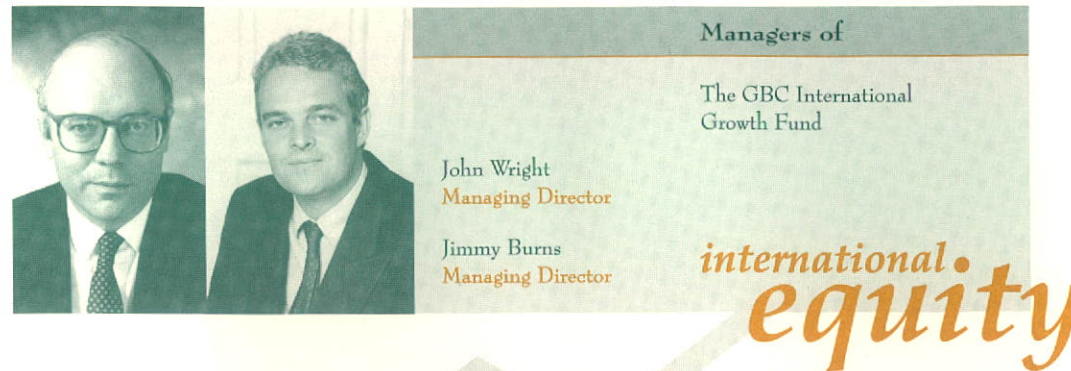 Managers of
The GBC International
Growth Fund
John Wright
Managing Director
Jimmy Burns
Managing Director
international
equity